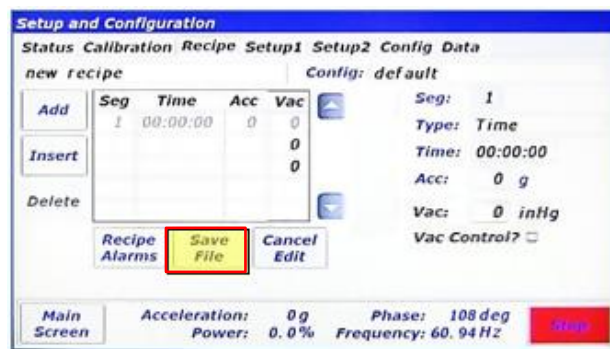 Setup and Configuration
Status Calibration Recipe Setup1 Setup2 Config Data
new recipe Config: default
Add
Insert
Delete
Seg Time Acc Vac
1 00:00:00 0 0
0
0
Seg: 1
Type: Time
Time: 00:00:00
Acc: 0 g
Vac: 0 inHg
Vac Control?
Recipe Alarms
Save File
Cancel Edit
Main Screen
Acceleration: 0 g Phase: 108 deg
Power: 0.0% Frequency: 60.94 Hz
Stop